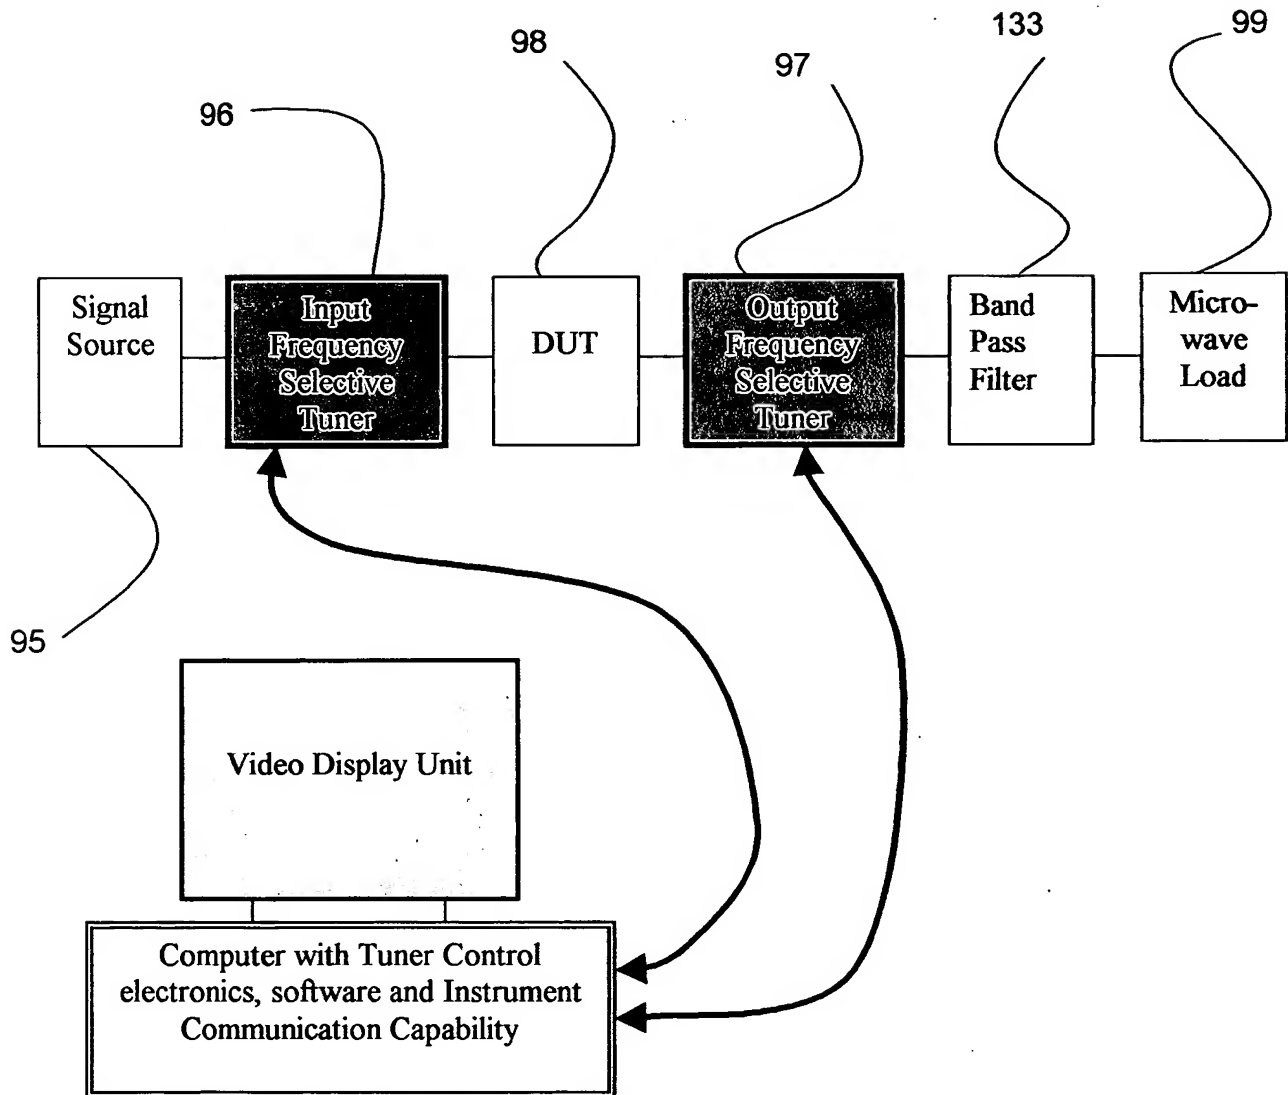 133
99
98
97
96
Signal
Source
Input
Frequency
Selective
Tuner
DUT
Output
Frequency
Selective
Tuner
Band
Pass
Filter
Micro-
wave
Load
95
Video Display Unit
Computer with Tuner Control
electronics, software and Instrument
Communication Capability